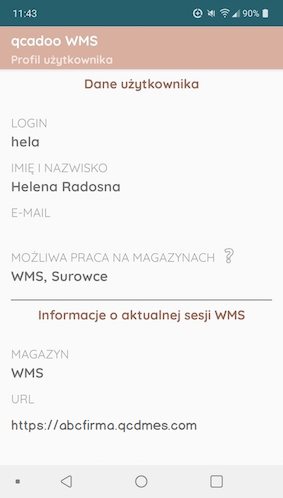 11:43
90%
qcadoo WMS
Profil użytkownika
Dane użytkownika
LOGIN
hela
IMIĘ I NAZWISKO
Helena Radosna
E-MAIL
MOŻLIWA PRACA NA MAGAZYNACH ?
WMS, Surowce
Informacje o aktualnej sesji WMS
MAGAZYN
WMS
URL
https://abcfirma.qcdmes.com